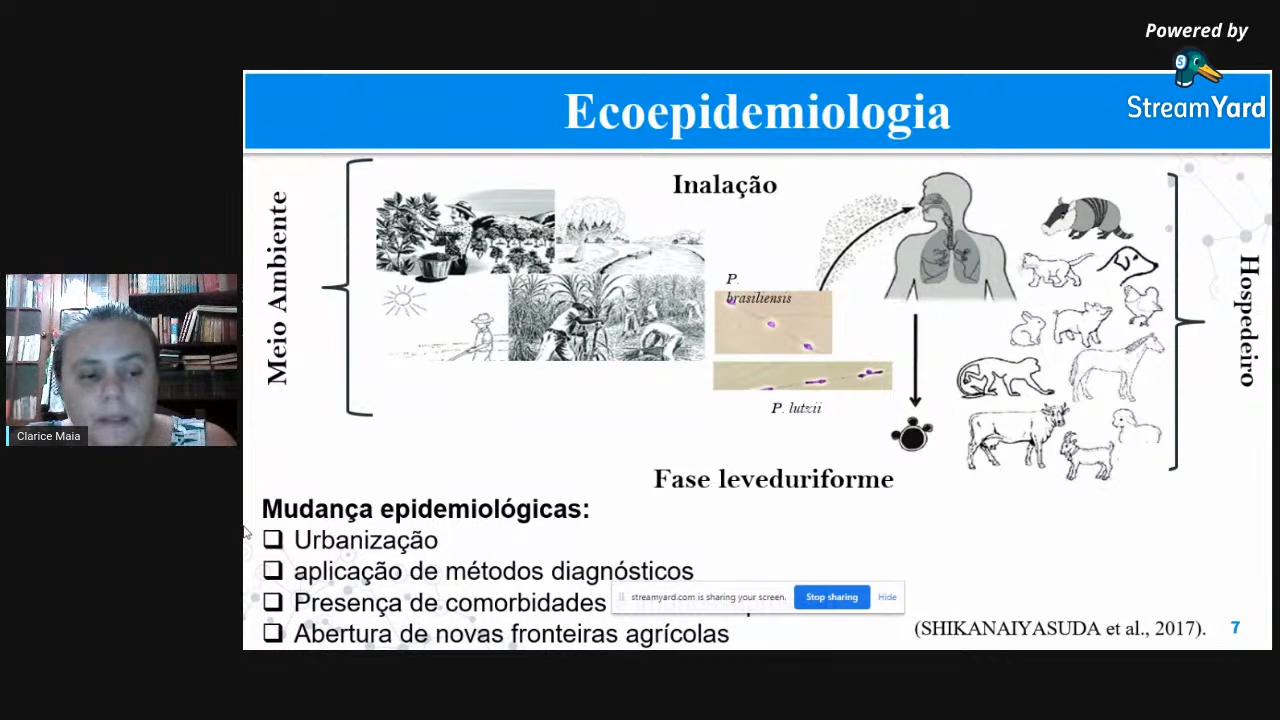 Powered by
StreamYard
Ecoepidemiologia
Meio Ambiente
Inalação
P.
brasiliensis
P. lutzii
Hospedeiro
Fase leveduriforme
Clarice Maia
Mudança epidemiológicas:
❑ Urbanização
❑ aplicação de métodos diagnósticos
❑ Presença de comorbidades
streamyard.com is sharing your screen. Stop sharing Hide
❑ Abertura de novas fronteiras agrícolas
(SHIKANAIYASUDA et al., 2017). 7